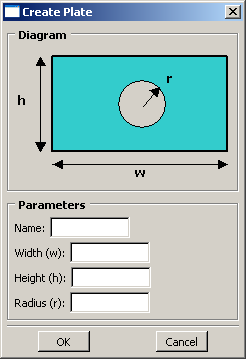 Create Plate
Diagram
h
r
w
Parameters
Name:
Width (w):
Height (h):
Radius (r):
OK Cancel